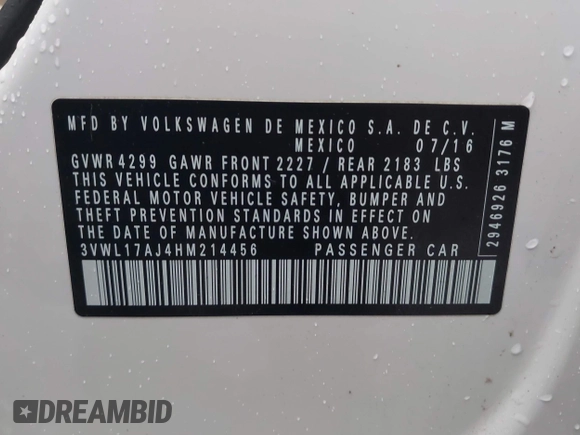 MFD BY VOLKSWAGEN DE MEXICO S.A. DE C.V.
MEXICO 07/16
GVWR 4299 GAWR FRONT 2227 / REAR 2183 LBS
THIS VEHICLE CONFORMS TO ALL APPLICABLE U.S.
FEDERAL MOTOR VEHICLE SAFETY, BUMPER AND
THEFT PREVENTION STANDARDS IN EFFECT ON
THE DATE OF MANUFACTURE SHOWN ABOVE.
3VWL17AJ4HM214456 PASSENGER CAR
2946926 3176 M
DREAMBID